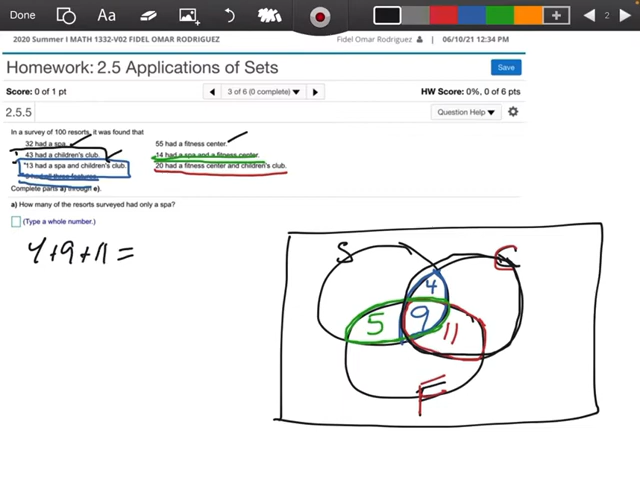 Done Aa 2
2020 Summer I MATH 1332-V02 FIDEL OMAR RODRIGUEZ Fidel Omar Rodriguez 06/10/21 12:34 PM
Homework: 2.5 Applications of Sets Save
Score: 0 of 1 pt 3 of 6 (0 complete) HW Score: 0%, 0 of 6 pts
2.5.5 Question Help
In a survey of 100 resorts, it was found that
32 had a spa. 55 had a fitness center.
43 had a children's club. 14 had a spa and a fitness center.
13 had a spa and children's club. 20 had a fitness center and children's club.
had all three features.
Complete parts a) through e).
a) How many of the resorts surveyed had only a spa?
(Type a whole number.)
4+9+11=
S C
4
5 9 11
F